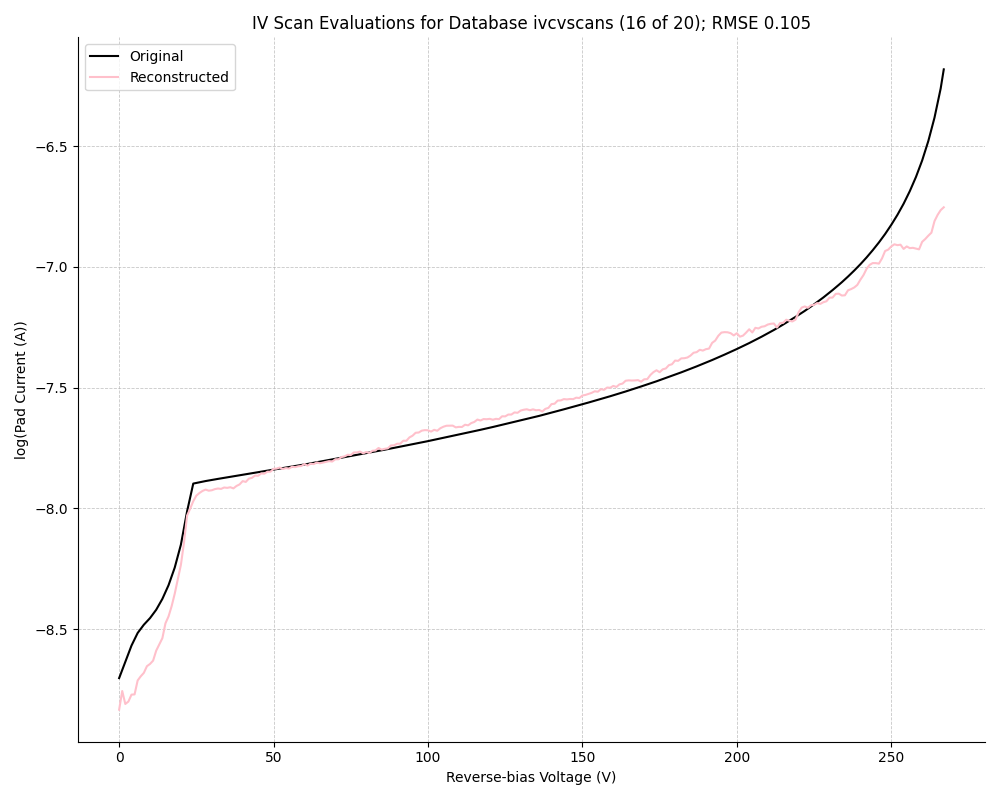 IV Scan Evaluations for Database ivcvscans (16 of 20); RMSE 0.105
Original
Reconstructed
−6.5
−7.0
−7.5
−8.0
−8.5
log(Pad Current (A))
0
50
100
150
200
250
Reverse-bias Voltage (V)